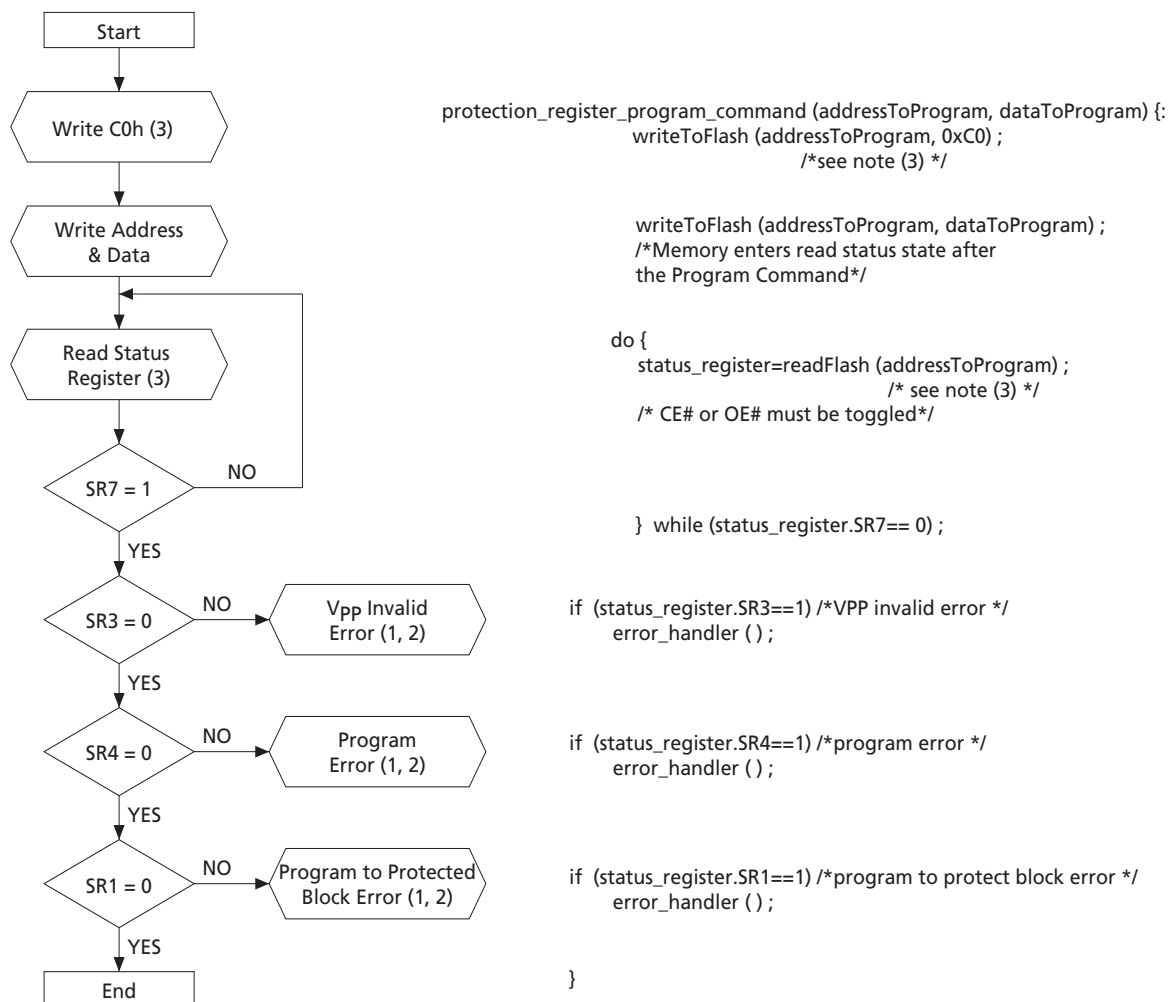 Start
Write C0h (3)
protection_register_program_command (addressToProgram, dataToProgram) {:
writeToFlash (addressToProgram, 0xC0) ;
/*see note (3) */
Write Address
& Data
writeToFlash (addressToProgram, dataToProgram) ;
/*Memory enters read status state after
the Program Command*/
Read Status
Register (3)
do {
status_register=readFlash (addressToProgram) ;
/* see note (3) */
/* CE# or OE# must be toggled*/
SR7 = 1
NO
YES
} while (status_register.SR7== 0) ;
SR3 = 0
NO
YES
VPP Invalid
Error (1, 2)
if (status_register.SR3==1) /*VPP invalid error */
error_handler ( ) ;
SR4 = 0
NO
YES
Program
Error (1, 2)
if (status_register.SR4==1) /*program error */
error_handler ( ) ;
SR1 = 0
NO
YES
Program to Protected
Block Error (1, 2)
if (status_register.SR1==1) /*program to protect block error */
error_handler ( ) ;
End
}